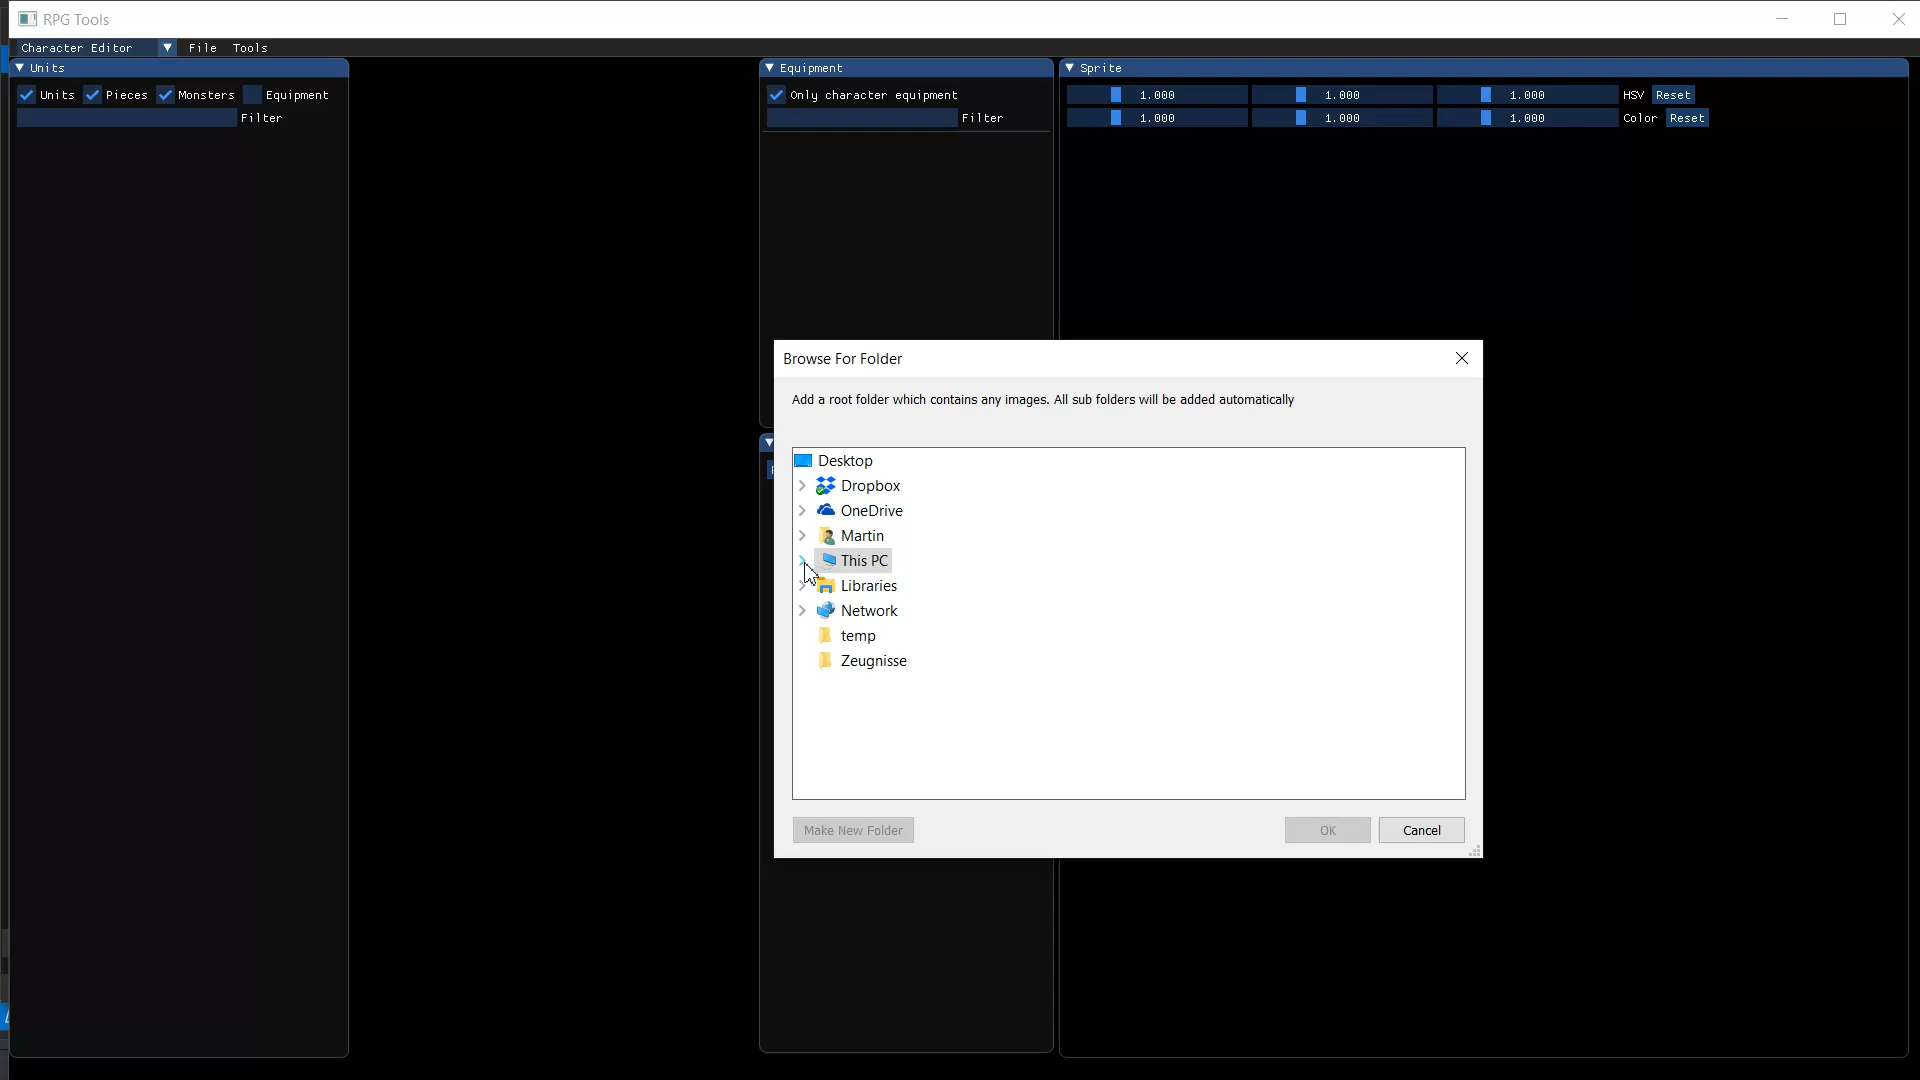 RPG Tools
Character Editor File Tools
Units
Units Pieces Monsters Equipment
Filter
Equipment
Only character equipment
Filter
Sprite
1.000 1.000 1.000 HSV Reset
1.000 1.000 1.000 Color Reset
Browse For Folder
Add a root folder which contains any images. All sub folders will be added automatically
Desktop
Dropbox
OneDrive
Martin
This PC
Libraries
Network
temp
Zeugnisse
Make New Folder OK Cancel